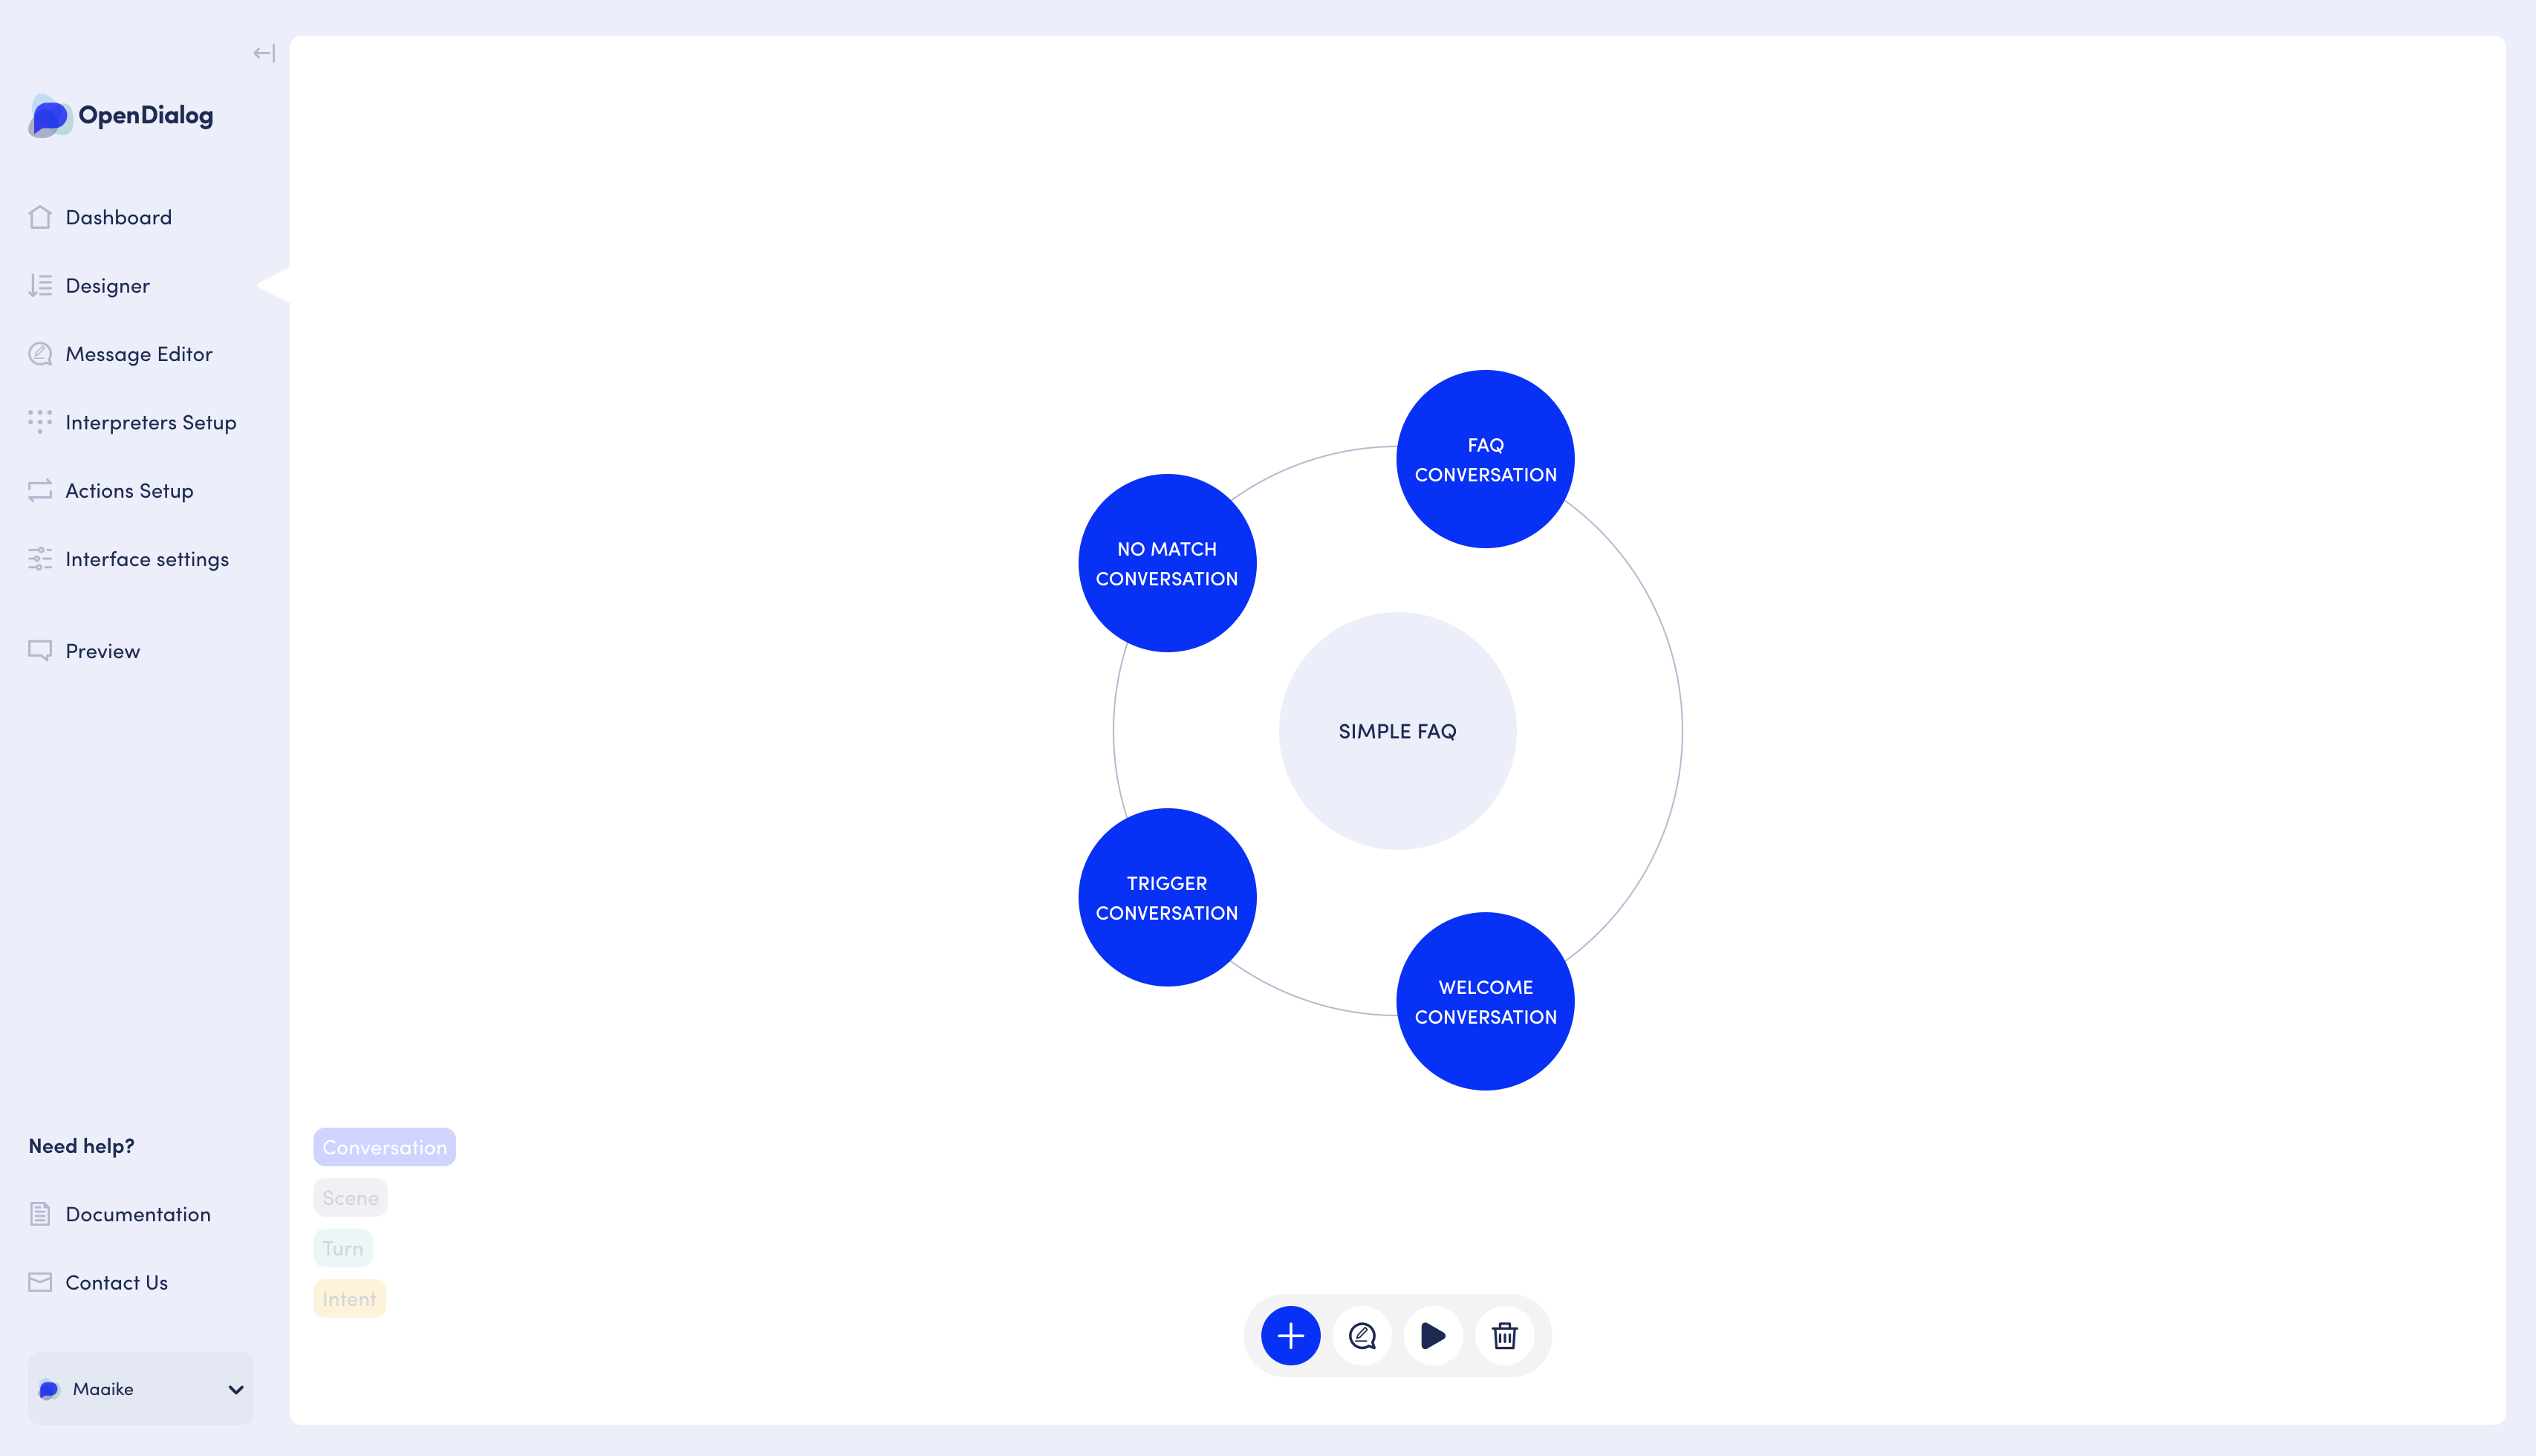 OpenDialog
Dashboard
Designer
Message Editor
Interpreters Setup
Actions Setup
Interface settings
Preview
Need help?
Documentation
Contact Us
Maaike
FAQ
CONVERSATION
NO MATCH
CONVERSATION
SIMPLE FAQ
TRIGGER
CONVERSATION
WELCOME
CONVERSATION
Conversation
Scene
Turn
Intent